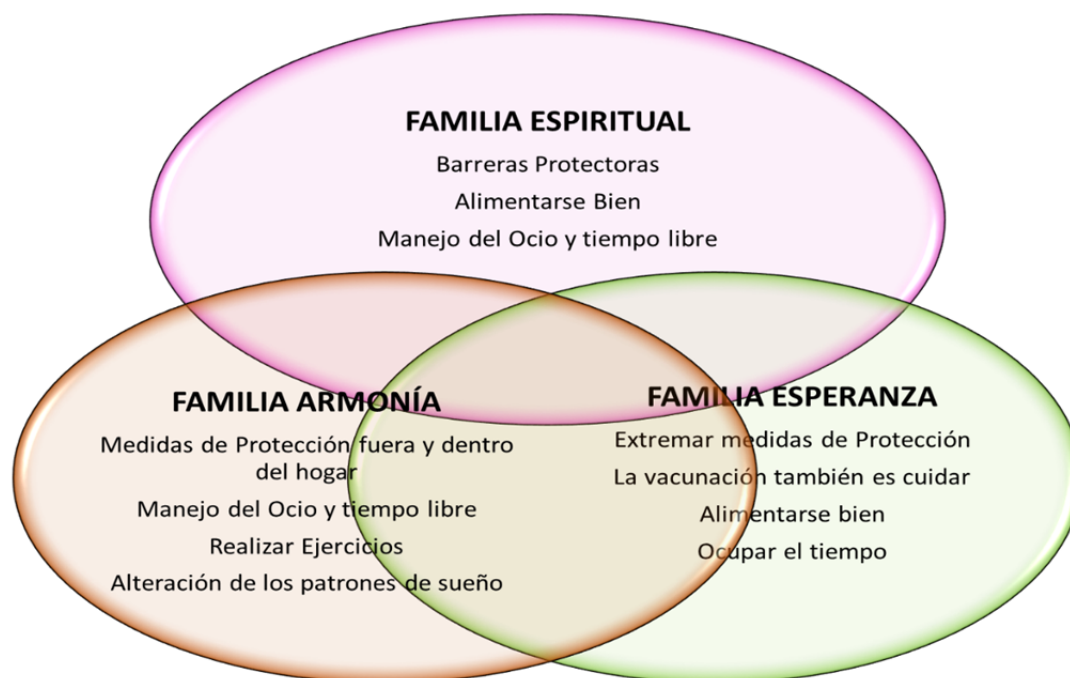 FAMILIA ESPIRITUAL
Barreras Protectoras
Alimentarse Bien
Manejo del Ocio y tiempo libre
FAMILIA ARMONÍA
Medidas de Protección fuera y dentro
del hogar
Manejo del Ocio y tiempo libre
Realizar Ejercicios
Alteración de los patrones de sueño
FAMILIA ESPERANZA
Extremar medidas de Protección
La vacunación también es cuidar
Alimentarse bien
Ocupar el tiempo